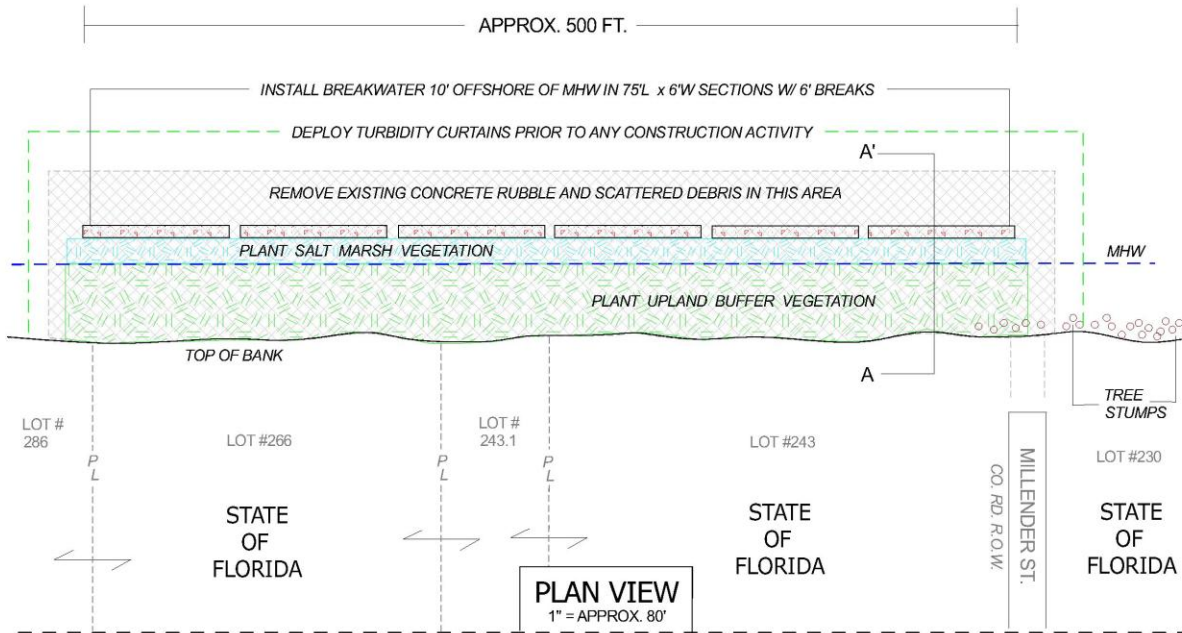 APPROX. 500 FT.
INSTALL BREAKWATER 10' OFFSHORE OF MHW IN 75'L x 6'W SECTIONS W/ 6' BREAKS
DEPLOY TURBIDITY CURTAINS PRIOR TO ANY CONSTRUCTION ACTIVITY
A'
REMOVE EXISTING CONCRETE RUBBLE AND SCATTERED DEBRIS IN THIS AREA
PLANT SALT MARSH VEGETATION
MHW
PLANT UPLAND BUFFER VEGETATION
TOP OF BANK
A
TREE
STUMPS
LOT #
286
LOT #266
LOT #
243.1
LOT #243
LOT #230
P
L
P
L
P
L
MILLENDER ST.
CO. RD. R.O.W.
STATE
OF
FLORIDA
STATE
OF
FLORIDA
STATE
OF
FLORIDA
PLAN VIEW
1" = APPROX. 80'